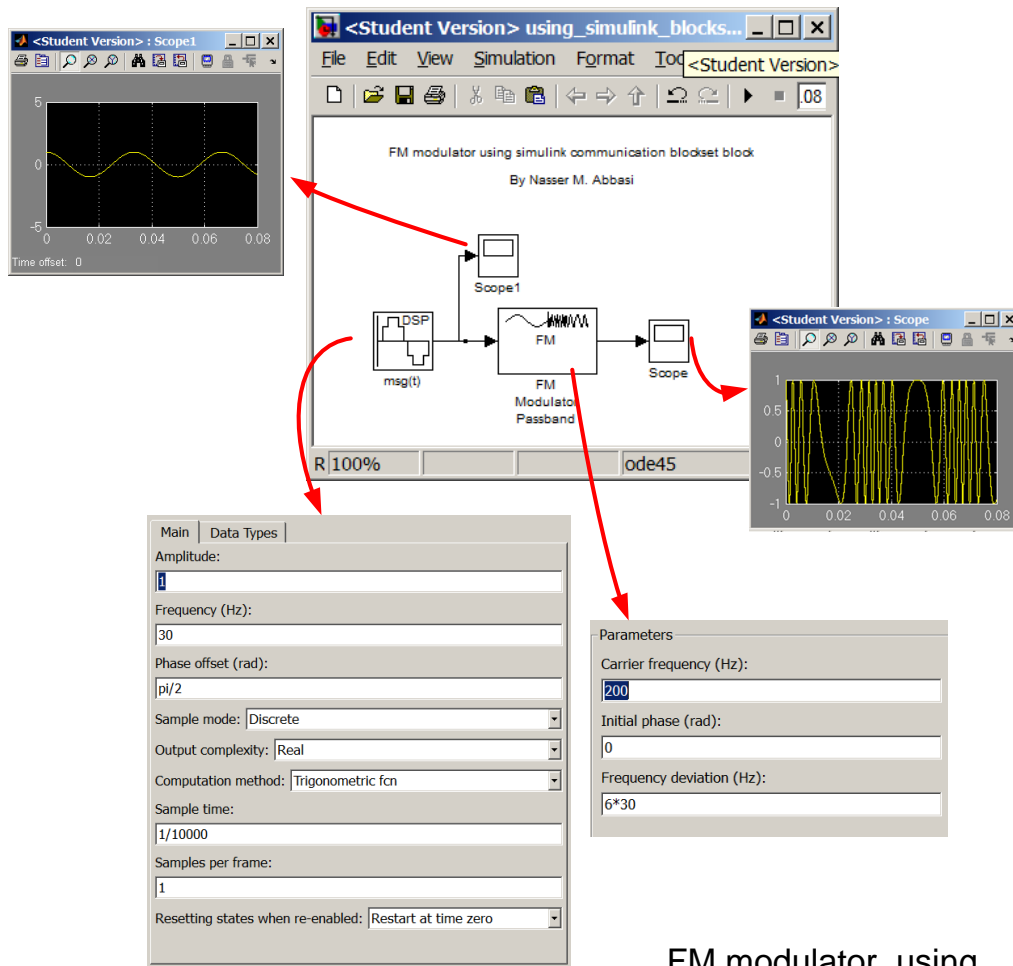 <Student Version> : Scope1
5
0
-5
0 0.02 0.04 0.06 0.08
Time offset: 0
<Student Version> using_simulink_blocks...
File Edit View Simulation Format
<Student Version>
.08
FM modulator using simulink communication blockset block
By Nasser M. Abbasi
Scope1
DSP
msg(t)
FM
FM
Modulator
Passband
Scope
R 100% ode45
<Student Version> : Scope
1
0.5
0
-0.5
-1
0 0.02 0.04 0.06 0.08
Main Data Types
Amplitude:
1
Frequency (Hz):
30
Phase offset (rad):
pi/2
Sample mode: Discrete
Output complexity: Real
Computation method: Trigonometric fcn
Sample time:
1/10000
Samples per frame:
1
Resetting states when re-enabled: Restart at time zero
Parameters
Carrier frequency (Hz):
200
Initial phase (rad):
0
Frequency deviation (Hz):
6*30
FM modulator using